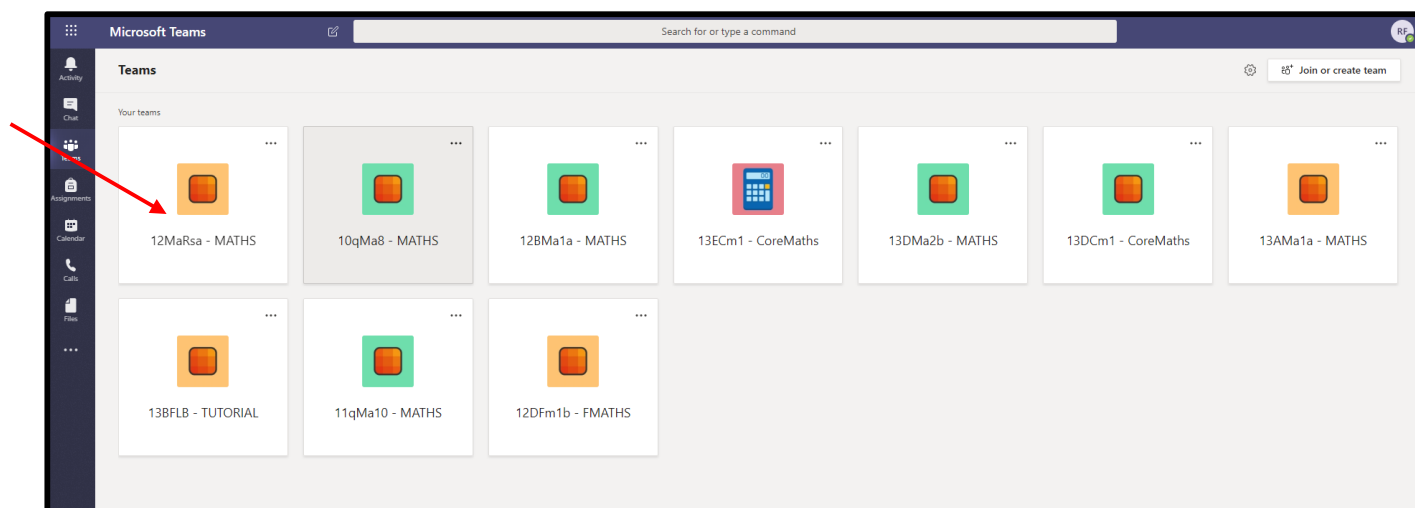 Microsoft Teams
Search for or type a command
RF
Activity
Teams
Join or create team
Chat
Your teams
Teams
Assignments
Calendar
Calls
Files
12MaRsa - MATHS
10qMa8 - MATHS
12BMa1a - MATHS
13ECm1 - CoreMaths
13DMa2b - MATHS
13DCm1 - CoreMaths
13AMa1a - MATHS
13BFLB - TUTORIAL
11qMa10 - MATHS
12DFm1b - FMATHS